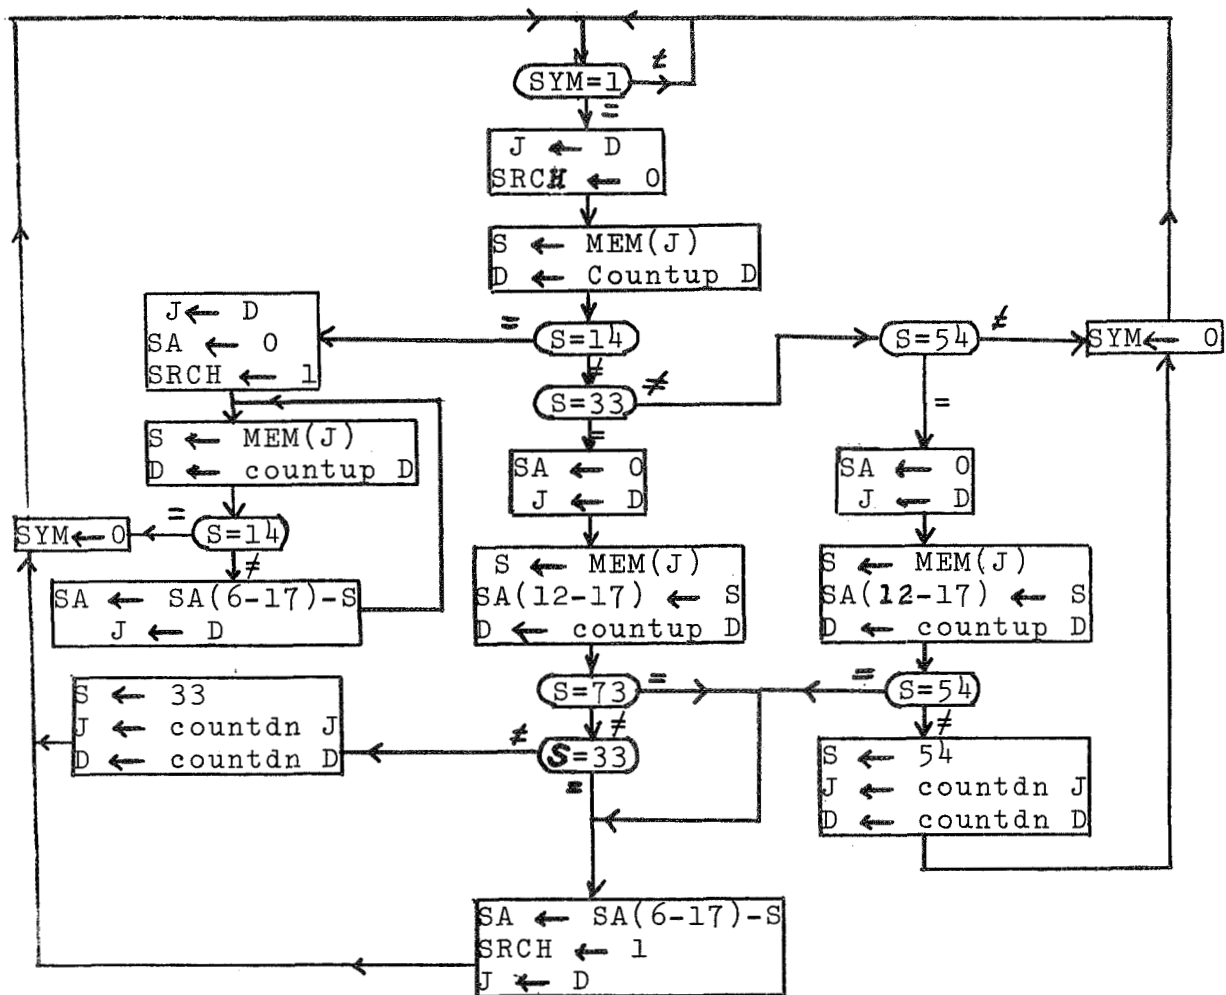 ≠
SYM=1
=
J ← D
SRCH ← 0
S ← MEM(J)
D ← Countup D
J← D
SA ← 0
SRCH ← 1
=
S=14
≠
S=54
≠
SYM← 0
S=33
≠
=
=
S ← MEM(J)
D ← countup D
SA ← 0
J ← D
SA ← 0
J ← D
SYM←0
=
S=14
≠
SA ← SA(6-17)-S
J ← D
S ← MEM(J)
SA(12-17) ← S
D ← countup D
S ← MEM(J)
SA(12-17) ← S
D ← countup D
S=73
=
≠
=
S=54
≠
S ← 33
J ← countdn J
D ← countdn D
≠
S=33
=
S ← 54
J ← countdn J
D ← countdn D
SA ← SA(6-17)-S
SRCH ← 1
J ← D